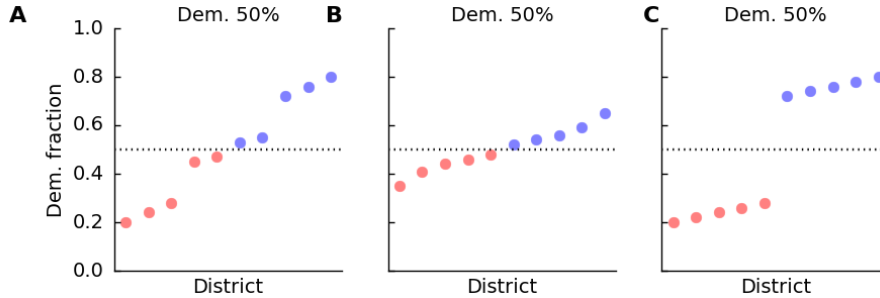 A
Dem. 50%
B
Dem. 50%
C
Dem. 50%
Dem. fraction
1.0
0.8
0.6
0.4
0.2
0.0
District
District
District